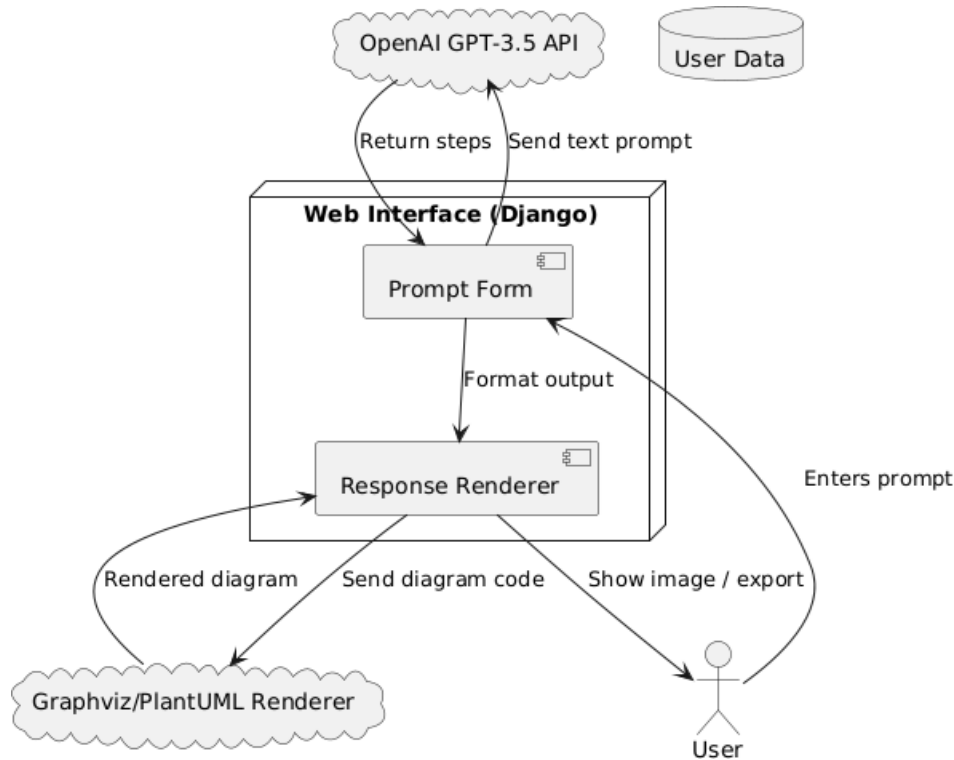 OpenAI GPT-3.5 API
User Data
Return steps
Send text prompt
Web Interface (Django)
Prompt Form
Format output
Enters prompt
Response Renderer
Rendered diagram
Send diagram code
Show image / export
Graphviz/PlantUML Renderer
User